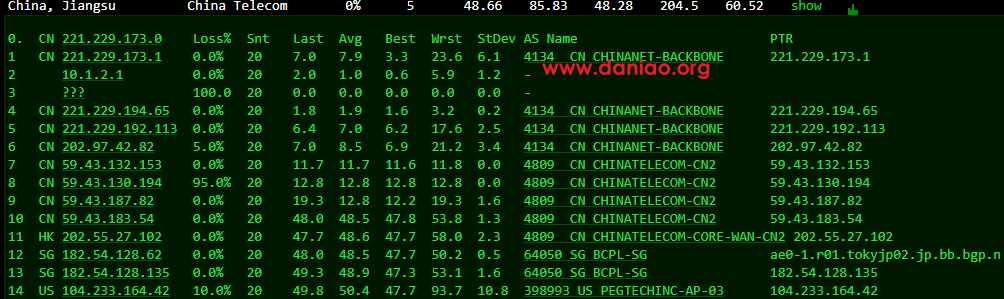 China, Jiangsu China Telecom 0% 5 48.66 85.83 48.28 204.5 60.52 show
0. CN 221.229.173.0 Loss% Snt Last Avg Best Wrst StDev AS Name PTR
1 CN 221.229.173.1 0.0% 20 7.0 7.9 3.3 23.6 6.1 4134 CN CHINANET-BACKBONE 221.229.173.1
www.daniao.org
2 10.1.2.1 0.0% 20 2.0 1.0 0.6 5.9 1.2 -
3 ??? 100.0 20 0.0 0.0 0.0 0.0 0.0 -
4 CN 221.229.194.65 0.0% 20 1.8 1.9 1.6 3.2 0.2 4134 CN CHINANET-BACKBONE 221.229.194.65
5 CN 221.229.192.113 0.0% 20 6.4 7.0 6.2 17.6 2.5 4134 CN CHINANET-BACKBONE 221.229.192.113
6 CN 202.97.42.82 5.0% 20 7.0 8.5 6.9 21.2 3.4 4134 CN CHINANET-BACKBONE 202.97.42.82
7 CN 59.43.132.153 0.0% 20 11.7 11.7 11.6 11.8 0.0 4809 CN CHINATELECOM-CN2 59.43.132.153
8 CN 59.43.130.194 95.0% 20 12.8 12.8 12.8 12.8 0.0 4809 CN CHINATELECOM-CN2 59.43.130.194
9 CN 59.43.187.82 0.0% 20 19.3 12.8 12.2 19.3 1.6 4809 CN CHINATELECOM-CN2 59.43.187.82
10 CN 59.43.183.54 0.0% 20 48.0 48.5 47.8 53.8 1.3 4809 CN CHINATELECOM-CN2 59.43.183.54
11 HK 202.55.27.102 0.0% 20 47.7 48.6 47.7 58.0 2.3 4809 CN CHINATELECOM-CORE-WAN-CN2 202.55.27.102
12 SG 182.54.128.62 0.0% 20 48.0 48.5 47.7 50.2 0.5 64050 SG BCPL-SG ae0-1.r01.tokyjp02.jp.bb.bgp.n
13 SG 182.54.128.135 0.0% 20 49.3 48.9 47.3 53.1 1.6 64050 SG BCPL-SG 182.54.128.135
14 US 104.233.164.42 10.0% 20 49.8 50.4 47.7 93.7 10.8 398993 US PEGTECHINC-AP-03 104.233.164.42